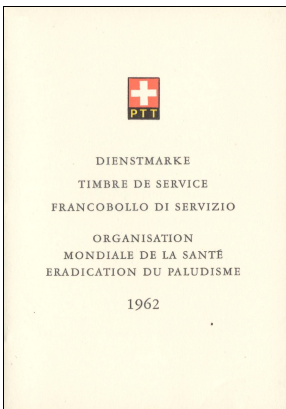 PTT
DIENSTMARKE
TIMBRE DE SERVICE
FRANCOBOLLO DI SERVIZIO
ORGANISATION
MONDIALE DE LA SANTÉ
ERADICATION DU PALUDISME
1962